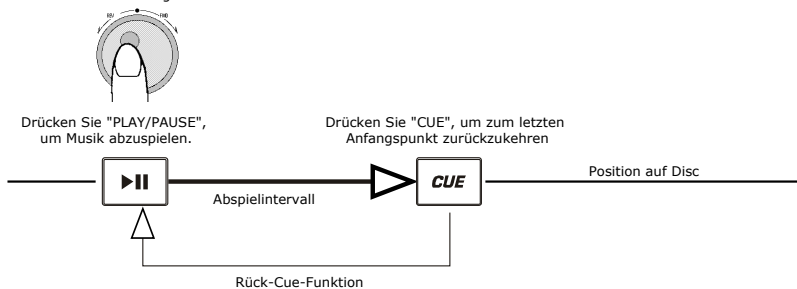 REV
FWD
Drücken Sie "PLAY/PAUSE",
um Musik abzuspielen.
Drücken Sie "CUE", um zum letzten
Anfangspunkt zurückzukehren
CUE
Position auf Disc
Abspielintervall
Rück-Cue-Funktion